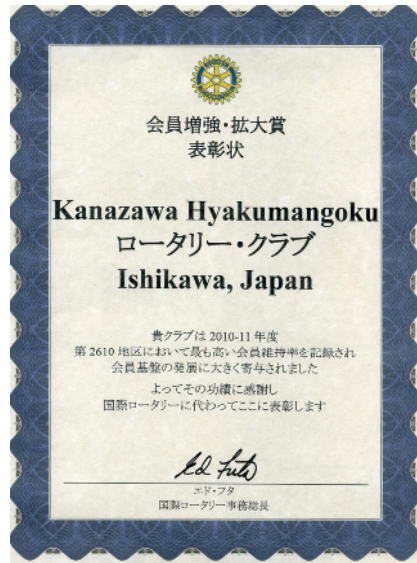 会員増強・拡大賞
表彰状
Kanazawa Hyakumangoku
ロータリー・クラブ
Ishikawa, Japan
貴クラブは 2010-11 年度
第 2610 地区において最も高い会員維持率を記録され
会員基盤の発展に大きく寄与されました
よってその功績に感謝し
国際ロータリーに代わってここに表彰します
Ed Futa
エド・フタ
国際ロータリー事務総長